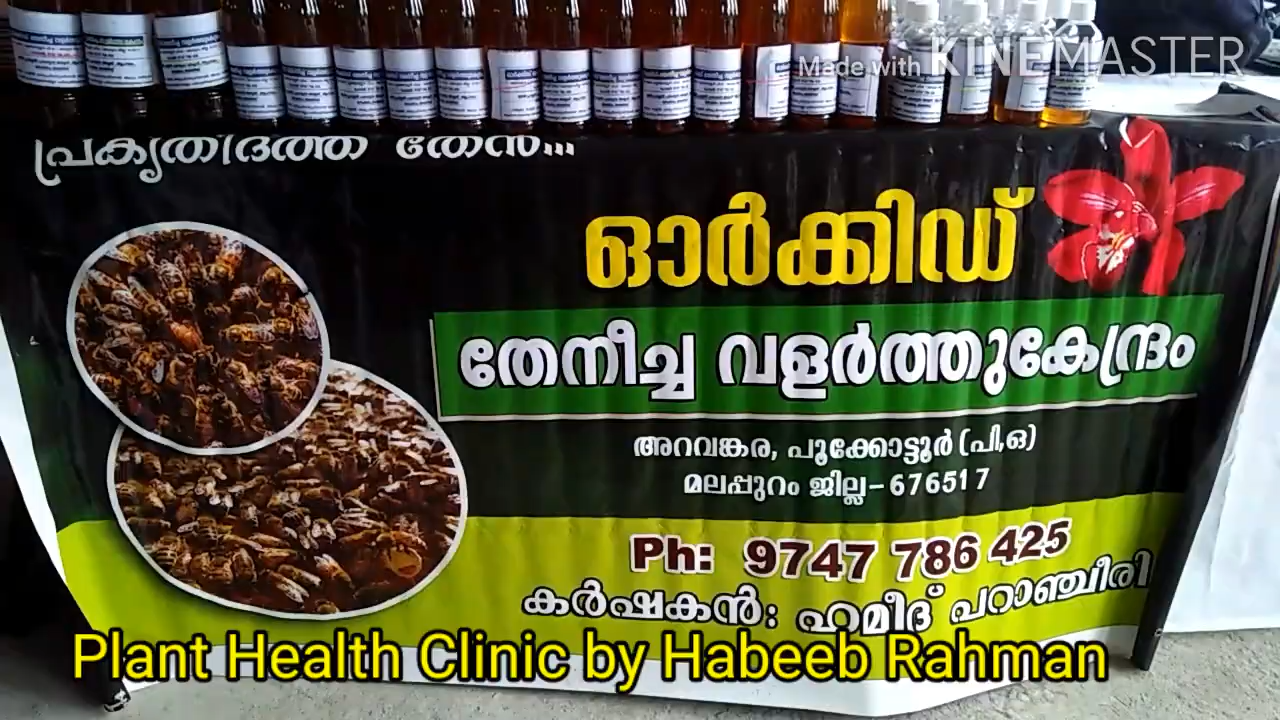 Made with KINEMASTER
പ്രകൃതിദത്ത തേൻ...
ഓർക്കിഡ്
തേനീച്ച വളർത്തുകേന്ദ്രം
അറവങ്കര, പൂക്കോട്ടൂർ (പി,ഒ)
മലപ്പുറം ജില്ല-676517
Ph: 9747 786 425
കർഷകൻ: ഹമീദ് പറാഞ്ചീരി
Plant Health Clinic by Habeeb Rahman